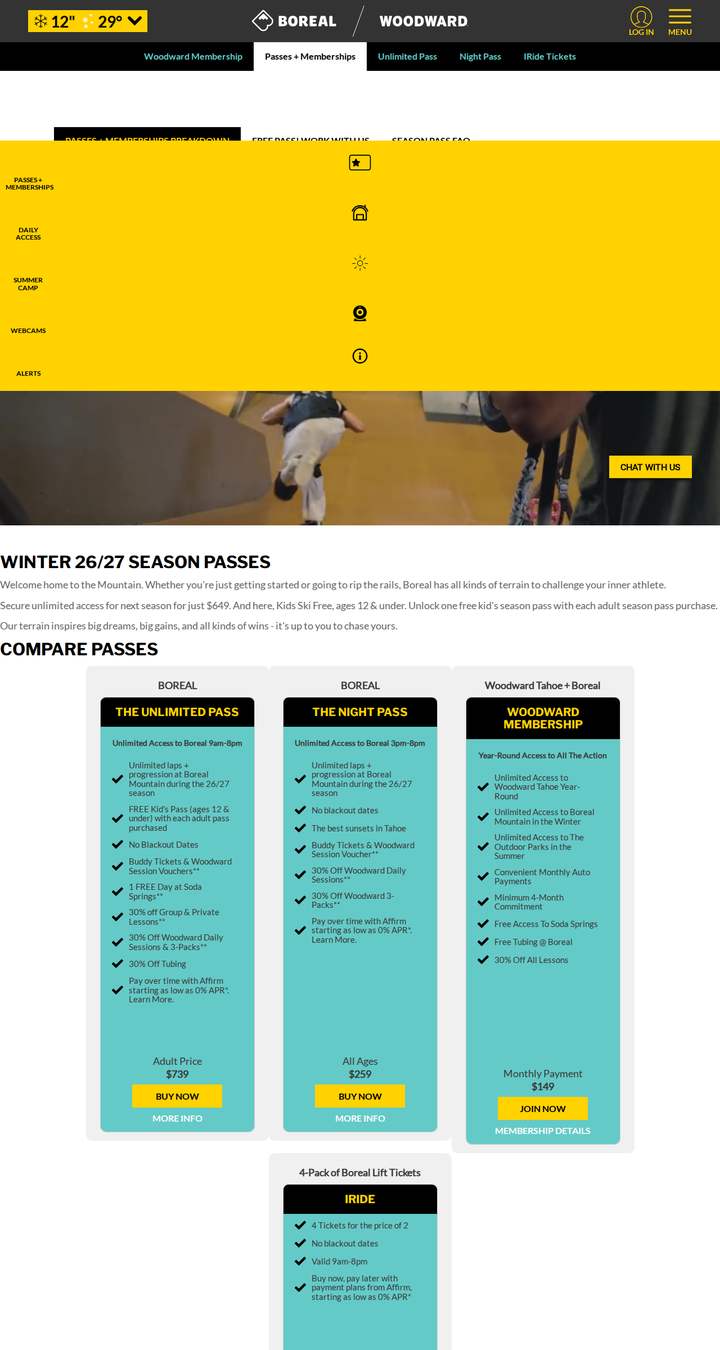 12" 29°
BOREAL
WOODWARD
LOG IN
MENU
Woodward Membership
Passes + Memberships
Unlimited Pass
Night Pass
IRide Tickets
PASSES + MEMBERSHIPS BREAKDOWN
FREE PASS! WORK WITH US
SEASON PASS FAQ
PASSES +
MEMBERSHIPS
DAILY
ACCESS
SUMMER
CAMP
WEBCAMS
ALERTS
CHAT WITH US
WINTER 26/27 SEASON PASSES
Welcome home to the Mountain. Whether you're just getting started or going to rip the rails, Boreal has all kinds of terrain to challenge your inner athlete.
Secure unlimited access for next season for just $649. And here, Kids Ski Free, ages 12 & under. Unlock one free kid's season pass with each adult season pass purchase.
Our terrain inspires big dreams, big gains, and all kinds of wins - it's up to you to chase yours.
COMPARE PASSES
BOREAL
THE UNLIMITED PASS
Unlimited Access to Boreal 9am-8pm
Unlimited laps +
progression at Boreal
Mountain during the 26/27
season
FREE Kid's Pass (ages 12 &
under) with each adult pass
purchased
No Blackout Dates
Buddy Tickets & Woodward
Session Vouchers**
1 FREE Day at Soda
Springs**
30% off Group & Private
Lessons**
30% Off Woodward Daily
Sessions & 3-Packs**
30% Off Tubing
Pay over time with Affirm
starting as low as 0% APR*.
Learn More.
Adult Price
$739
BUY NOW
MORE INFO
BOREAL
THE NIGHT PASS
Unlimited Access to Boreal 3pm-8pm
Unlimited laps +
progression at Boreal
Mountain during the 26/27
season
No blackout dates
The best sunsets in Tahoe
Buddy Tickets & Woodward
Session Voucher**
30% Off Woodward Daily
Sessions**
30% Off Woodward 3-
Packs**
Pay over time with Affirm
starting as low as 0% APR*.
Learn More.
All Ages
$259
BUY NOW
MORE INFO
Woodward Tahoe + Boreal
WOODWARD
MEMBERSHIP
Year-Round Access to All The Action
Unlimited Access to
Woodward Tahoe Year-
Round
Unlimited Access to Boreal
Mountain in the Winter
Unlimited Access to The
Outdoor Parks in the
Summer
Convenient Monthly Auto
Payments
Minimum 4-Month
Commitment
Free Access To Soda Springs
Free Tubing @ Boreal
30% Off All Lessons
Monthly Payment
$149
JOIN NOW
MEMBERSHIP DETAILS
4-Pack of Boreal Lift Tickets
IRIDE
4 Tickets for the price of 2
No blackout dates
Valid 9am-8pm
Buy now, pay later with
payment plans from Affirm,
starting as low as 0% APR*